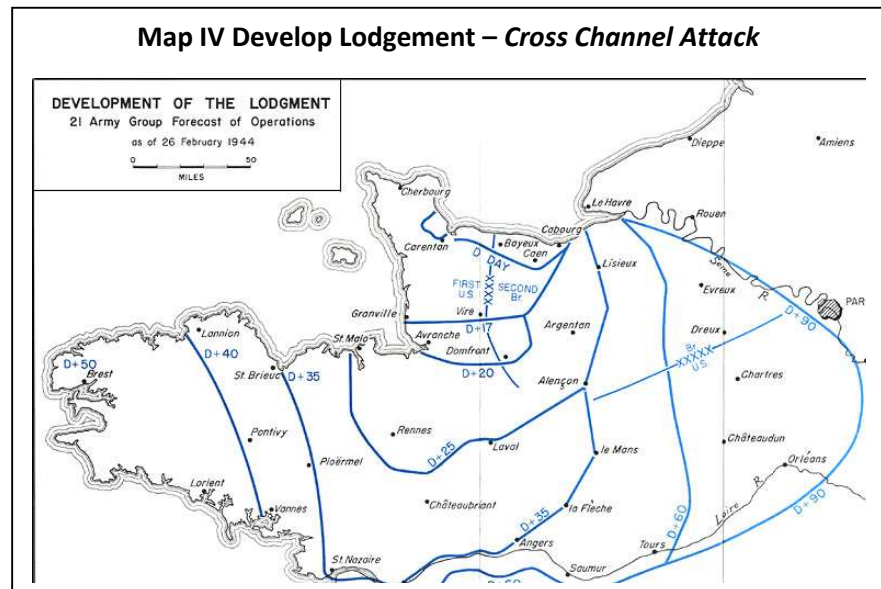 Map IV Develop Lodgement – Cross Channel Attack
DEVELOPMENT OF THE LODGMENT
21 Army Group Forecast of Operations
as of 26 February 1944
0 50
MILES
Dieppe
Amiens
Cherbourg
Le Havre
Rouen
Cabourg
Carentan
Bayeux
Caen
D DAY
Seine R.
Lisieux
FIRST U.S.
XXXX
SECOND Br.
Evreux
PAR
Granville
Vire
D+17
D+90
Lannion
St. Malo
Avranche
Argentan
Dreux
D+50
Brest
D+40
St. Brieuc
D+35
Domfront
D+20
Br.
XXXXX
U.S.
Alençon
Chartres
Pontivy
Rennes
D+25
Laval
le Mans
Châteaudun
Orléans
Ploërmel
Lorient
Vannes
Châteaubriant
la Flèche
D+35
D+60
Loire R.
D+90
Angers
Tours
St. Nazaire
Saumur